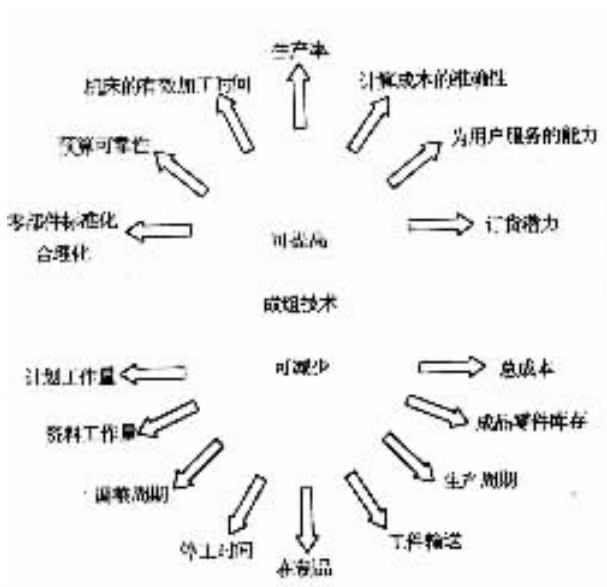 生产率
机床的有效加工时间
计算成本的准确性
预算可靠性
为用户服务的能力
零部件标准化
合理化
订货潜力
可提高
成组技术
可减少
计划工作量
总成本
资料工作量
成品零件库存
调整周期
生产周期
停工时间
在制品
工件输送